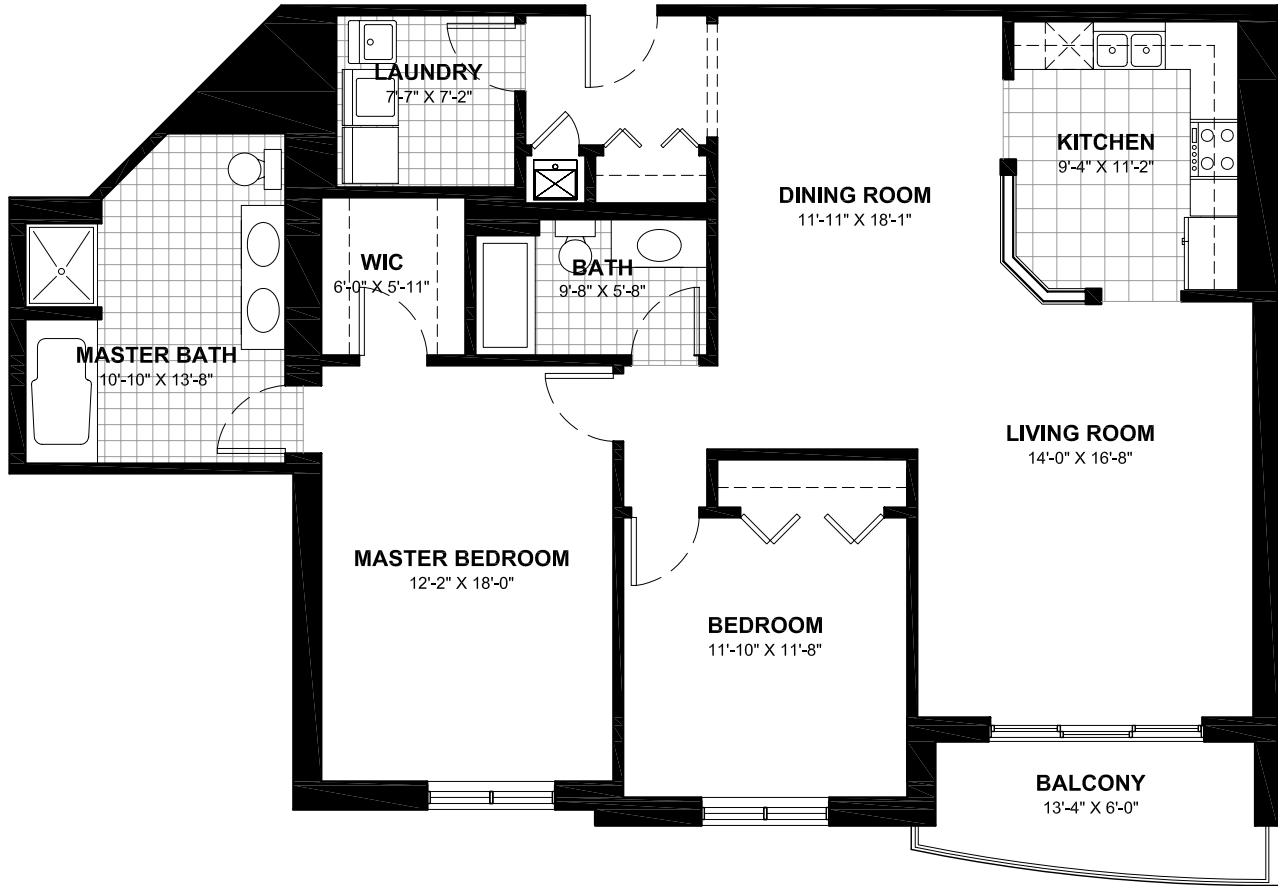 LAUNDRY
7'-7" X 7'-2"
KITCHEN
9'-4" X 11'-2"
DINING ROOM
11'-11" X 18'-1"
WIC
6'-0" X 5'-11"
BATH
9'-8" X 5'-8"
MASTER BATH
10'-10" X 13'-8"
LIVING ROOM
14'-0" X 16'-8"
MASTER BEDROOM
12'-2" X 18'-0"
BEDROOM
11'-10" X 11'-8"
BALCONY
13'-4" X 6'-0"